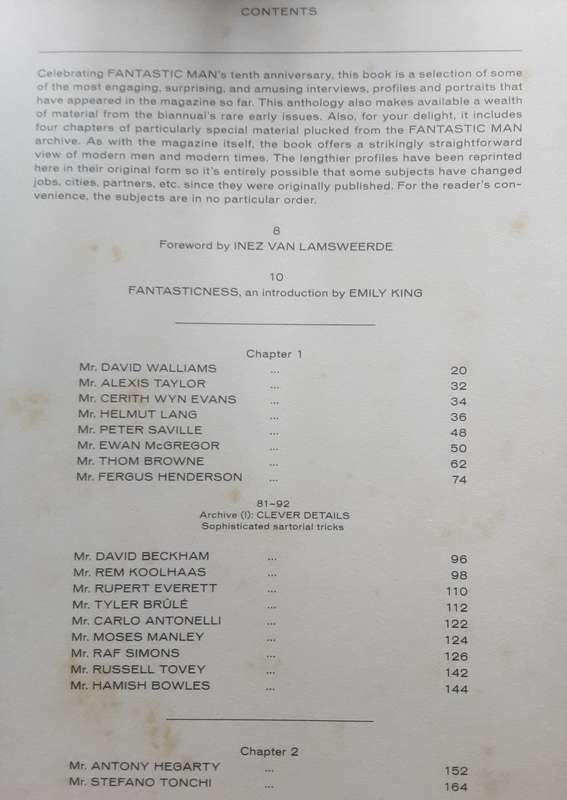 CONTENTS
Celebrating FANTASTIC MAN's tenth anniversary, this book is a selection of some
of the most engaging, surprising, and amusing interviews, profiles and portraits that
have appeared in the magazine so far. This anthology also makes available a wealth
of material from the biannual's rare early issues. Also, for your delight, it includes
four chapters of particularly special material plucked from the FANTASTIC MAN
archive. As with the magazine itself, the book offers a strikingly straightforward
view of modern men and modern times. The lengthier profiles have been reprinted
here in their original form so it's entirely possible that some subjects have changed
jobs, cities, partners, etc. since they were originally published. For the reader's con-
venience, the subjects are in no particular order.
8
Foreword by INEZ VAN LAMSWEERDE
10
FANTASTICNESS, an introduction by EMILY KING
Chapter 1
Mr. DAVID WALLIAMS ... 20
Mr. ALEXIS TAYLOR ... 32
Mr. CERITH WYN EVANS ... 34
Mr. HELMUT LANG ... 36
Mr. PETER SAVILLE ... 48
Mr. EWAN McGREGOR ... 50
Mr. THOM BROWNE ... 62
Mr. FERGUS HENDERSON ... 74
81–92
Archive (I): CLEVER DETAILS
Sophisticated sartorial tricks
Mr. DAVID BECKHAM ... 96
Mr. REM KOOLHAAS ... 98
Mr. RUPERT EVERETT ... 110
Mr. TYLER BRÛLÉ ... 112
Mr. CARLO ANTONELLI ... 122
Mr. MOSES MANLEY ... 124
Mr. RAF SIMONS ... 126
Mr. RUSSELL TOVEY ... 142
Mr. HAMISH BOWLES ... 144
Chapter 2
Mr. ANTONY HEGARTY ... 152
Mr. STEFANO TONCHI ... 164